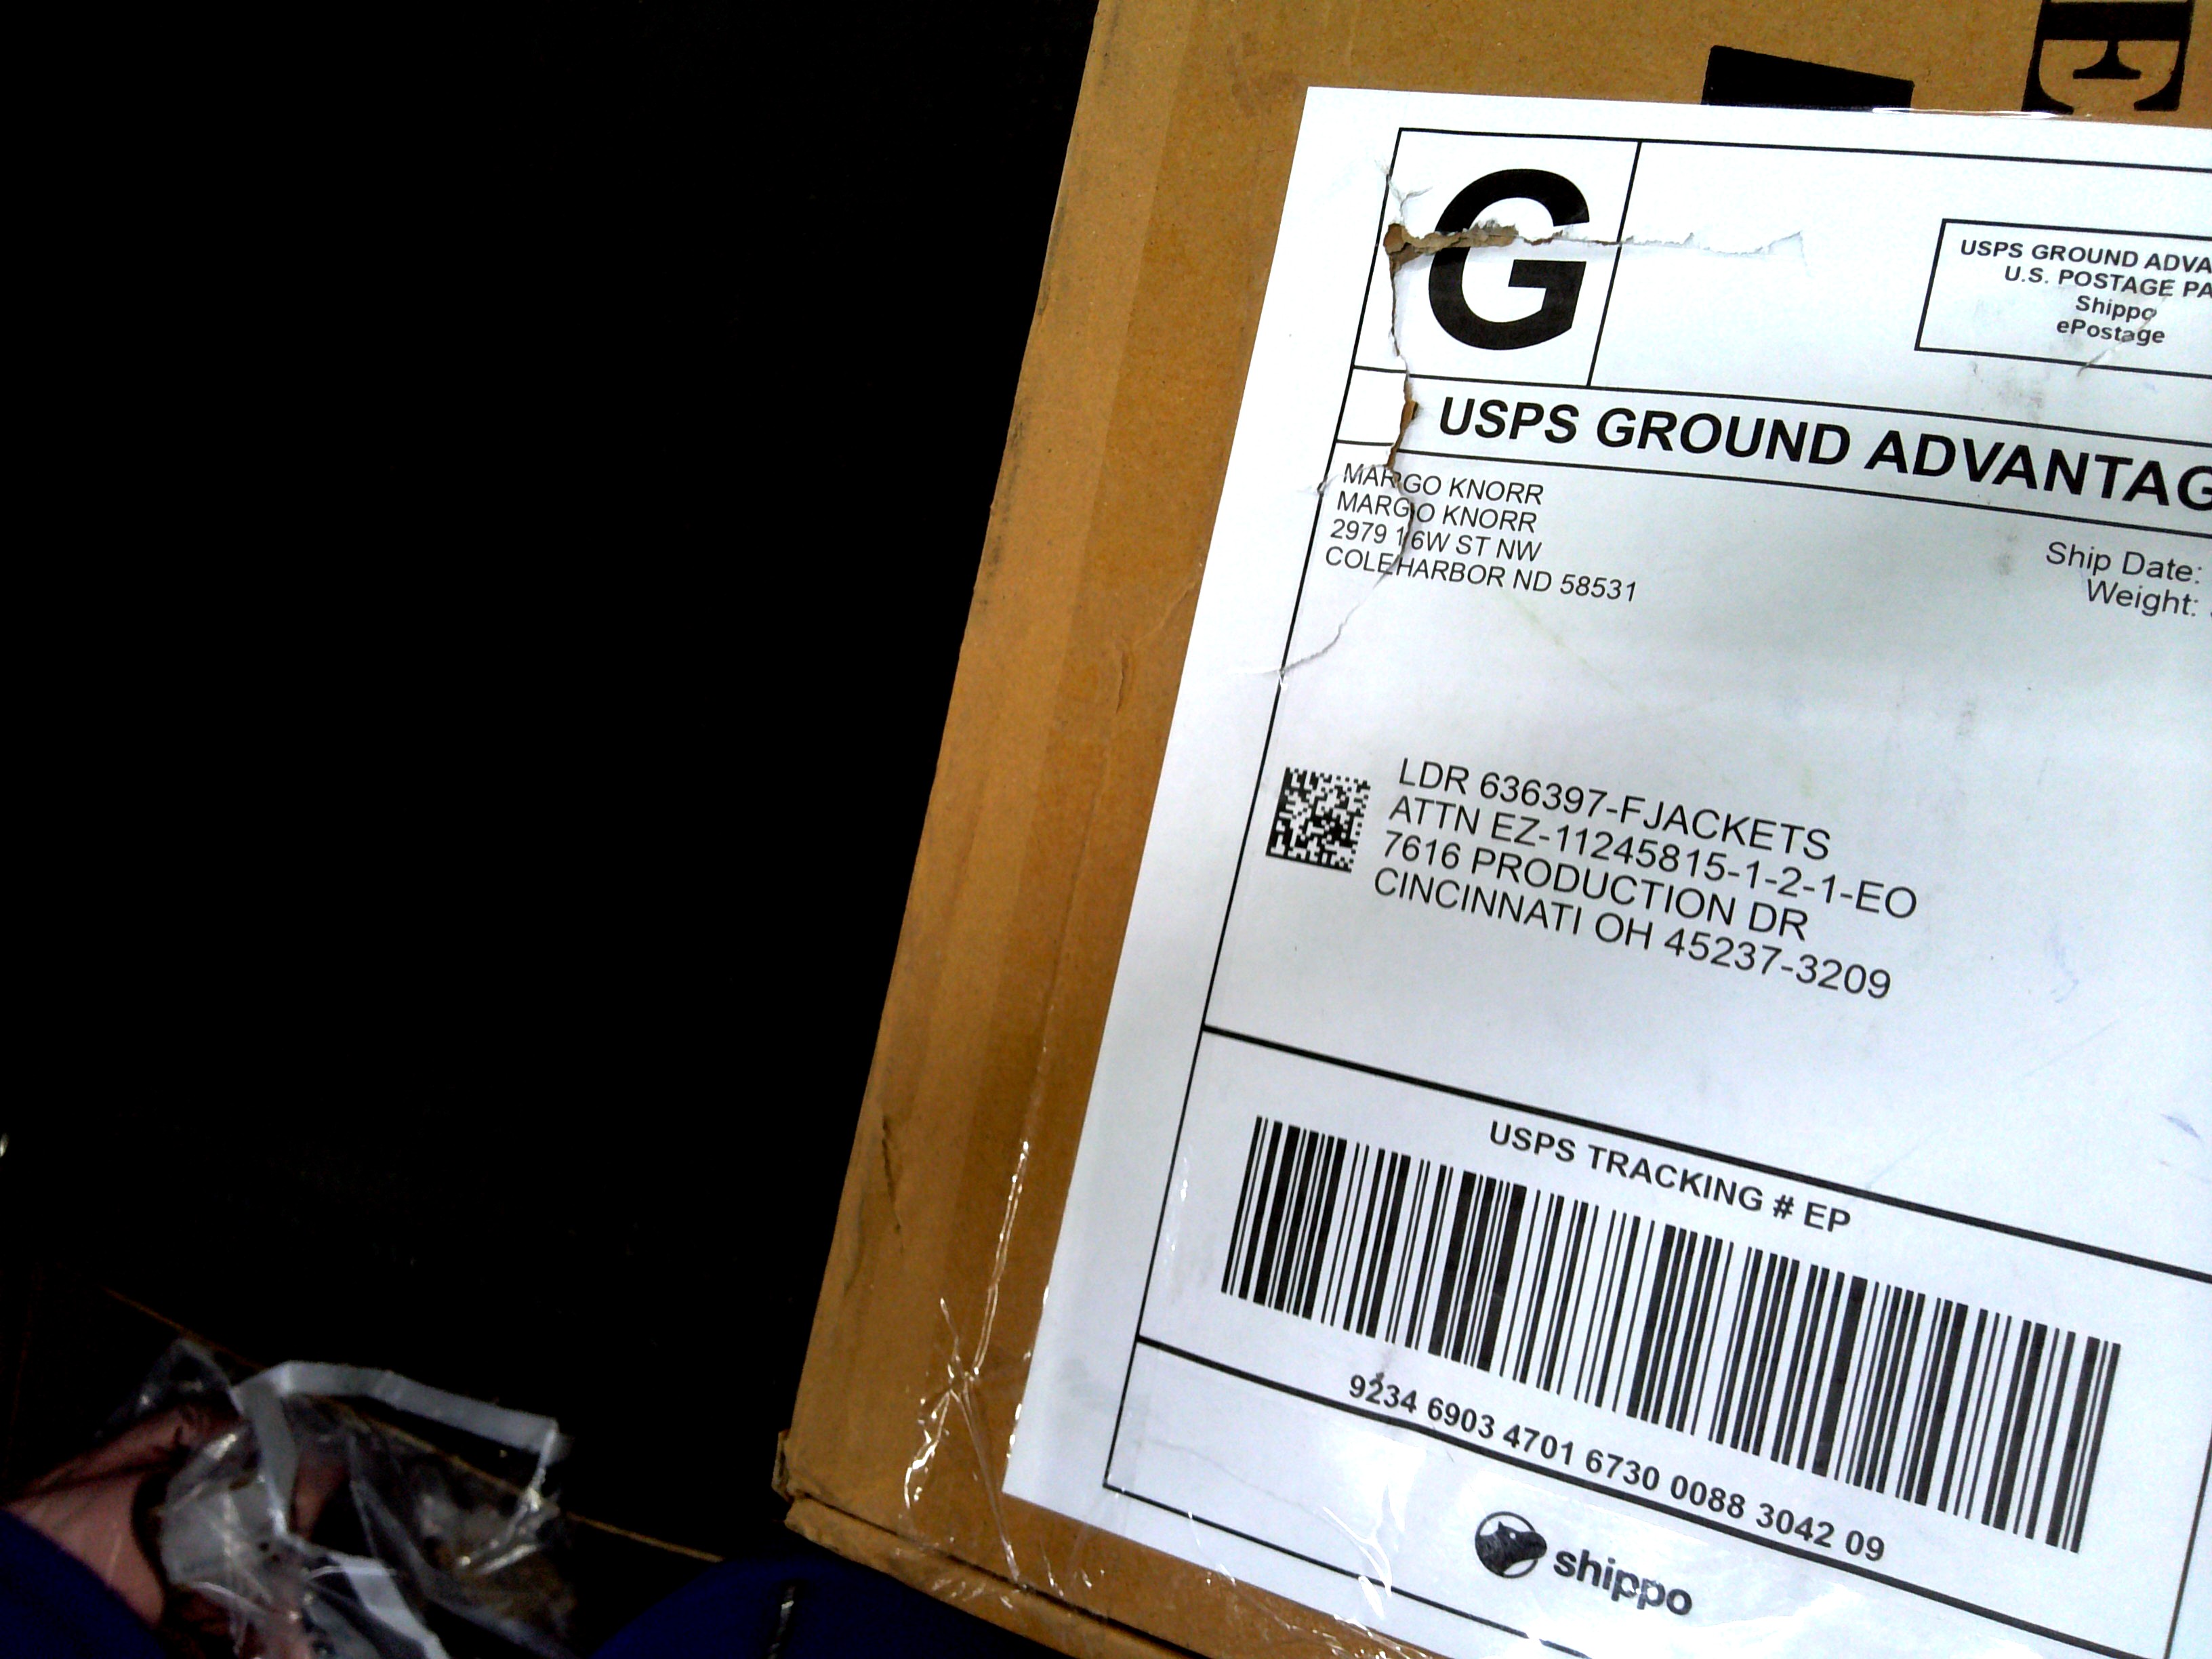 G
USPS GROUND ADVA
U.S. POSTAGE PA
Shippo
ePostage
USPS GROUND ADVANTAG
MARGO KNORR
MARGO KNORR
2979 16W ST NW
COLEHARBOR ND 58531
Ship Date:
Weight:
LDR 636397-FJACKETS
ATTN EZ-11245815-1-2-1-EO
7616 PRODUCTION DR
CINCINNATI OH 45237-3209
USPS TRACKING # EP
9234 6903 4701 6730 0088 3042 09
shippo